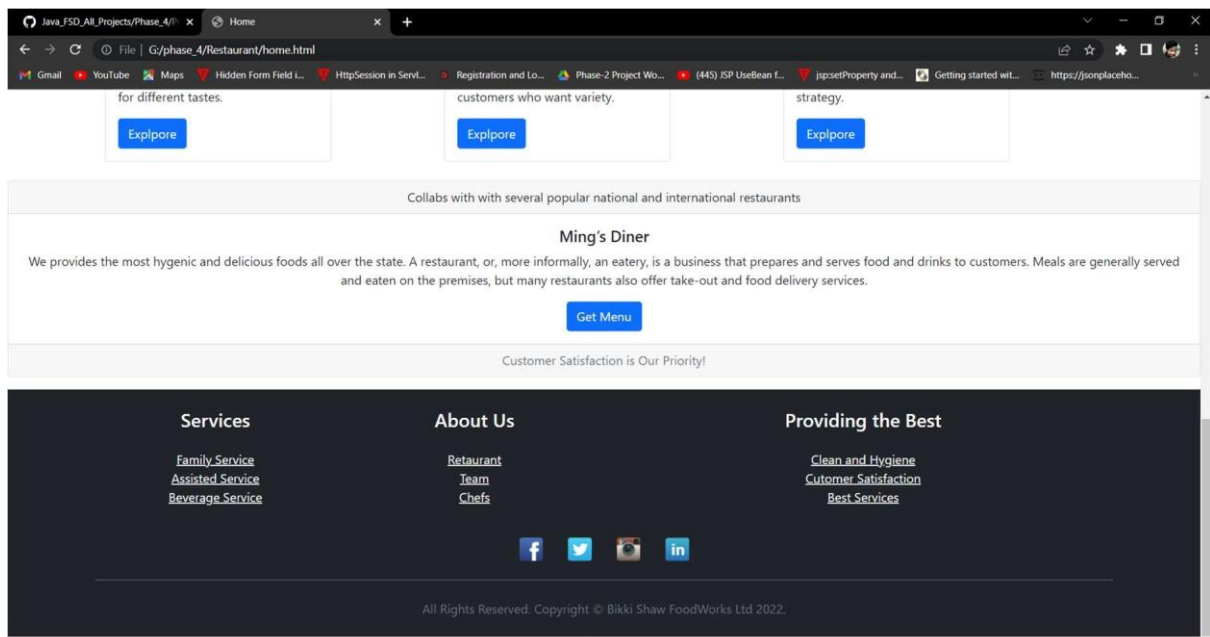 Java_FSD_All_Projects/Phase_4/P
Home
File | G:/phase_4/Restaurant/home.html
Gmail YouTube Maps Hidden Form Field i... HttpSession in Servl... Registration and Lo... Phase-2 Project Wo... (445) JSP UseBean f... jsp:setProperty and... Getting started wit... https://jsonplaceho...
for different tastes.
customers who want variety.
strategy.
Explpore Explpore Explpore
Collabs with with several popular national and international restaurants
Ming's Diner
We provides the most hygenic and delicious foods all over the state. A restaurant, or, more informally, an eatery, is a business that prepares and serves food and drinks to customers. Meals are generally served
and eaten on the premises, but many restaurants also offer take-out and food delivery services.
Get Menu
Customer Satisfaction is Our Priority!
Services
Family Service
Assisted Service
Beverage Service
About Us
Retaurant
Team
Chefs
Providing the Best
Clean and Hygiene
Cutomer Satisfaction
Best Services
f in
All Rights Reserved. Copyright © Bikki Shaw FoodWorks Ltd 2022.